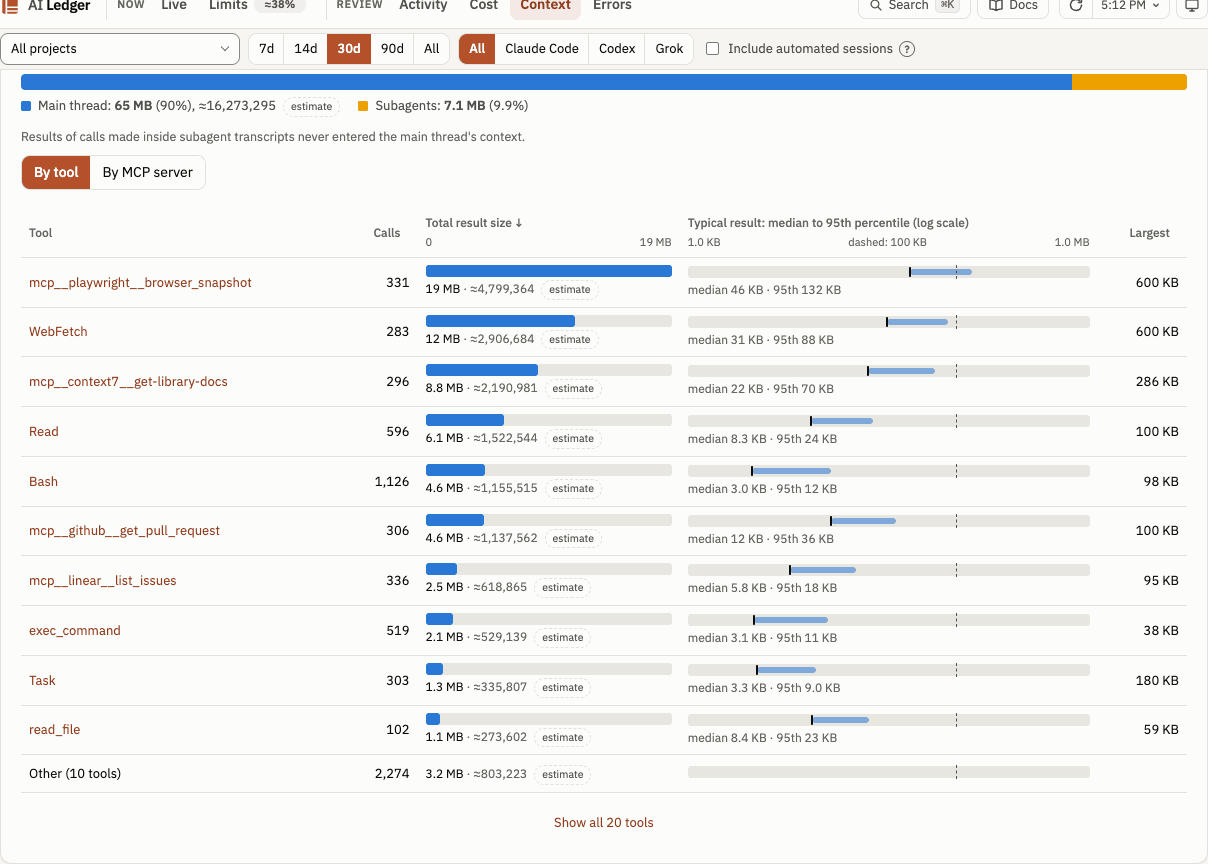 AI Ledger NOW Live Limits ≈38% REVIEW Activity Cost Context Errors Search ⌘K Docs 5:12 PM
All projects 7d 14d 30d 90d All All Claude Code Codex Grok Include automated sessions ?
Main thread: 65 MB (90%), ≈16,273,295 estimate Subagents: 7.1 MB (9.9%)
Results of calls made inside subagent transcripts never entered the main thread's context.
By tool By MCP server
Tool Calls Total result size ↓ Typical result: median to 95th percentile (log scale) Largest
0 19 MB 1.0 KB dashed: 100 KB 1.0 MB
mcp__playwright__browser_snapshot 331 600 KB
19 MB · ≈4,799,364 estimate median 46 KB · 95th 132 KB
WebFetch 283 600 KB
12 MB · ≈2,906,684 estimate median 31 KB · 95th 88 KB
mcp__context7__get-library-docs 296 286 KB
8.8 MB · ≈2,190,981 estimate median 22 KB · 95th 70 KB
Read 596 100 KB
6.1 MB · ≈1,522,544 estimate median 8.3 KB · 95th 24 KB
Bash 1,126 98 KB
4.6 MB · ≈1,155,515 estimate median 3.0 KB · 95th 12 KB
mcp__github__get_pull_request 306 100 KB
4.6 MB · ≈1,137,562 estimate median 12 KB · 95th 36 KB
mcp__linear__list_issues 336 95 KB
2.5 MB · ≈618,865 estimate median 5.8 KB · 95th 18 KB
exec_command 519 38 KB
2.1 MB · ≈529,139 estimate median 3.1 KB · 95th 11 KB
Task 303 180 KB
1.3 MB · ≈335,807 estimate median 3.3 KB · 95th 9.0 KB
read_file 102 59 KB
1.1 MB · ≈273,602 estimate median 8.4 KB · 95th 23 KB
Other (10 tools) 2,274 3.2 MB · ≈803,223 estimate
Show all 20 tools